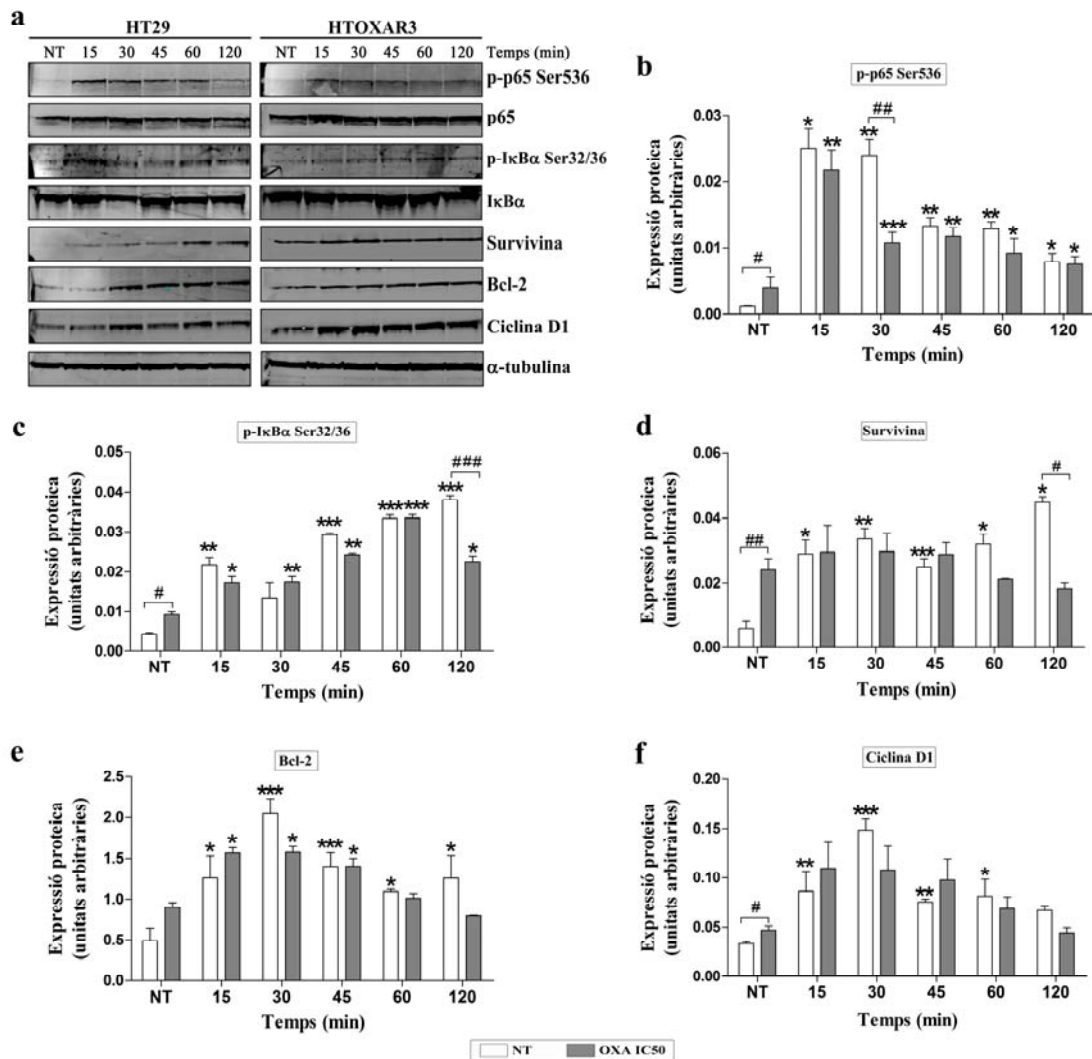 a
HT29 HTOXAR3
NT 15 30 45 60 120 NT 15 30 45 60 120 Temps (min)
p-p65 Ser536
p65
p-IκBα Ser32/36
IκBα
Survivina
Bcl-2
Ciclina D1
α-tubulina
b
p-p65 Ser536
Expressió proteica
(unitats arbitràries)
0.03
0.02
0.01
0.00
# * ** ** ## *** ** ** ** * * *
NT 15 30 45 60 120
Temps (min)
c
p-IκBα Ser32/36
Expressió proteica
(unitats arbitràries)
0.05
0.04
0.03
0.02
0.01
0.00
# ** * ** *** ** *** *** *** ### *
NT 15 30 45 60 120
Temps (min)
d
Survivina
Expressió proteica
(unitats arbitràries)
0.06
0.04
0.02
0.00
## * ** *** * * #
NT 15 30 45 60 120
Temps (min)
e
Bcl-2
Expressió proteica
(unitats arbitràries)
2.5
2.0
1.5
1.0
0.5
0.0
* * *** * *** * * *
NT 15 30 45 60 120
Temps (min)
f
Ciclina D1
Expressió proteica
(unitats arbitràries)
0.20
0.15
0.10
0.05
0.00
# ** *** ** *
NT 15 30 45 60 120
Temps (min)
NT OXA IC50